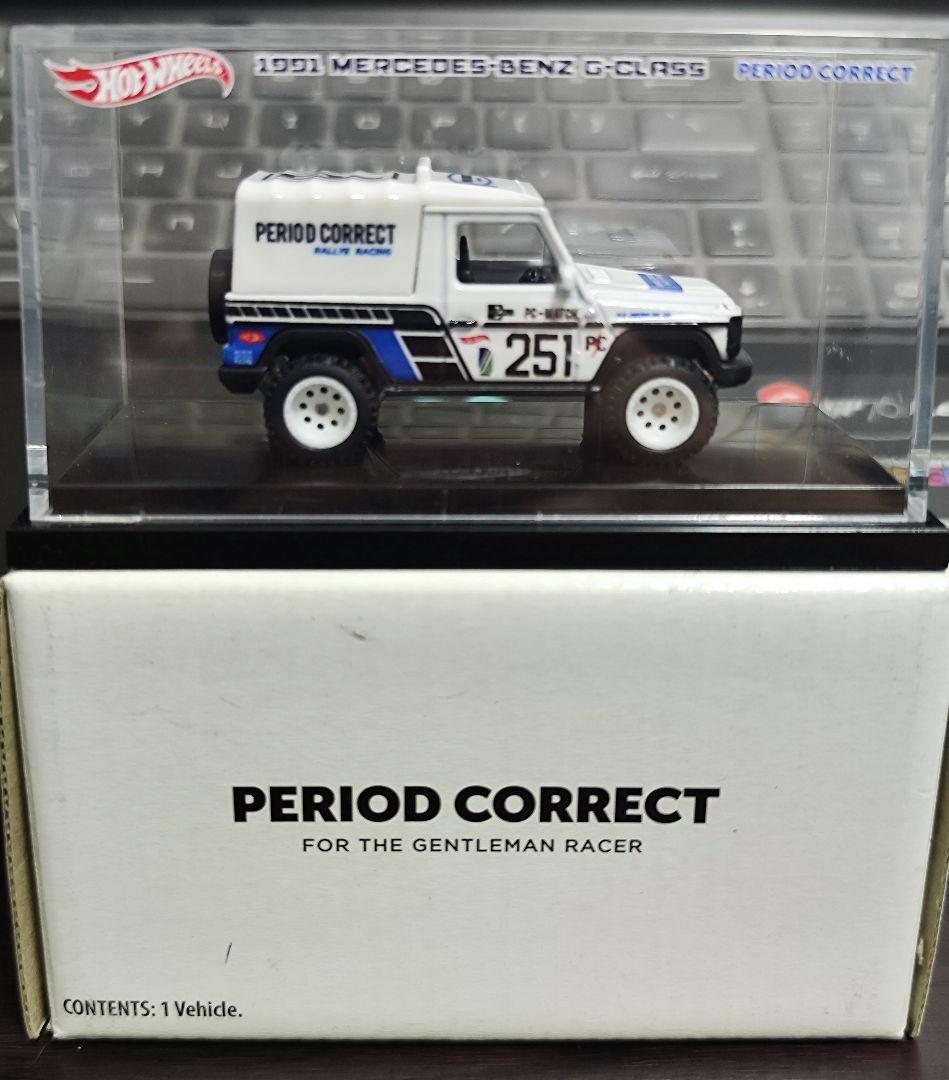 Hot Wheels
1991 MERCEDES-BENZ G-CLASS
PERIOD CORRECT
PERIOD CORRECT
RALLYE RACING
PC-MATCH
251
PC
PERIOD CORRECT
FOR THE GENTLEMAN RACER
CONTENTS: 1 Vehicle.